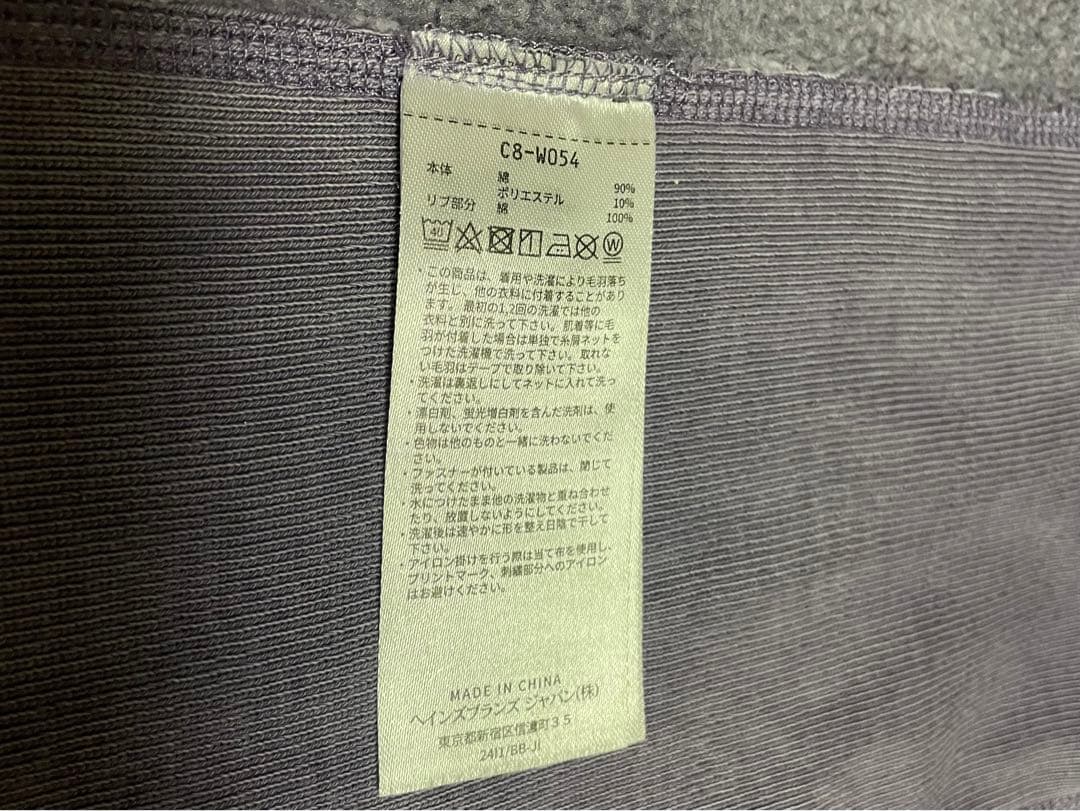 C8-W054
本体 綿 90%
ポリエステル 10%
リブ部分 綿 100%
40 W
・この商品は、着用や洗濯により毛羽落ち
が生じ、他の衣料に付着することがあり
ます。最初の1,2回の洗濯では他の
衣料と別に洗って下さい。肌着等に毛
羽が付着した場合は単独で糸屑ネットを
つけた洗濯機で洗って下さい。取れな
い毛羽はテープで取り除いて下さい。
・洗濯は裏返しにしてネットに入れて洗っ
てください。
・漂白剤、蛍光増白剤を含んだ洗剤は、使
用しないでください。
・色物は他のものと一緒に洗わないでくだ
さい。
・ファスナーが付いている製品は、閉じて
洗ってください。
・水につけたまま他の洗濯物と重ね合わせ
たり、放置しないようにしてください。
・洗濯後は速やかに形を整え日陰で干して
下さい。
・アイロン掛けを行う際は当て布を使用し、
プリントマーク、刺繍部分へのアイロン
はお避けください。
MADE IN CHINA
ヘインズブランズ ジャパン(株)
東京都新宿区信濃町35
24I1/BB-JI